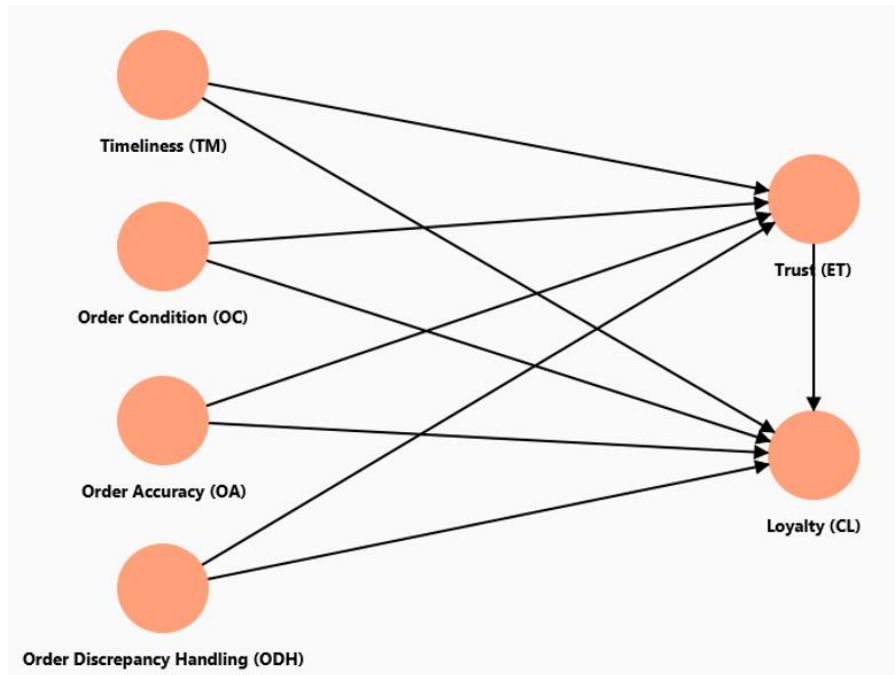 Timeliness (TM)
Trust (ET)
Order Condition (OC)
Order Accuracy (OA)
Loyalty (CL)
Order Discrepancy Handling (ODH)